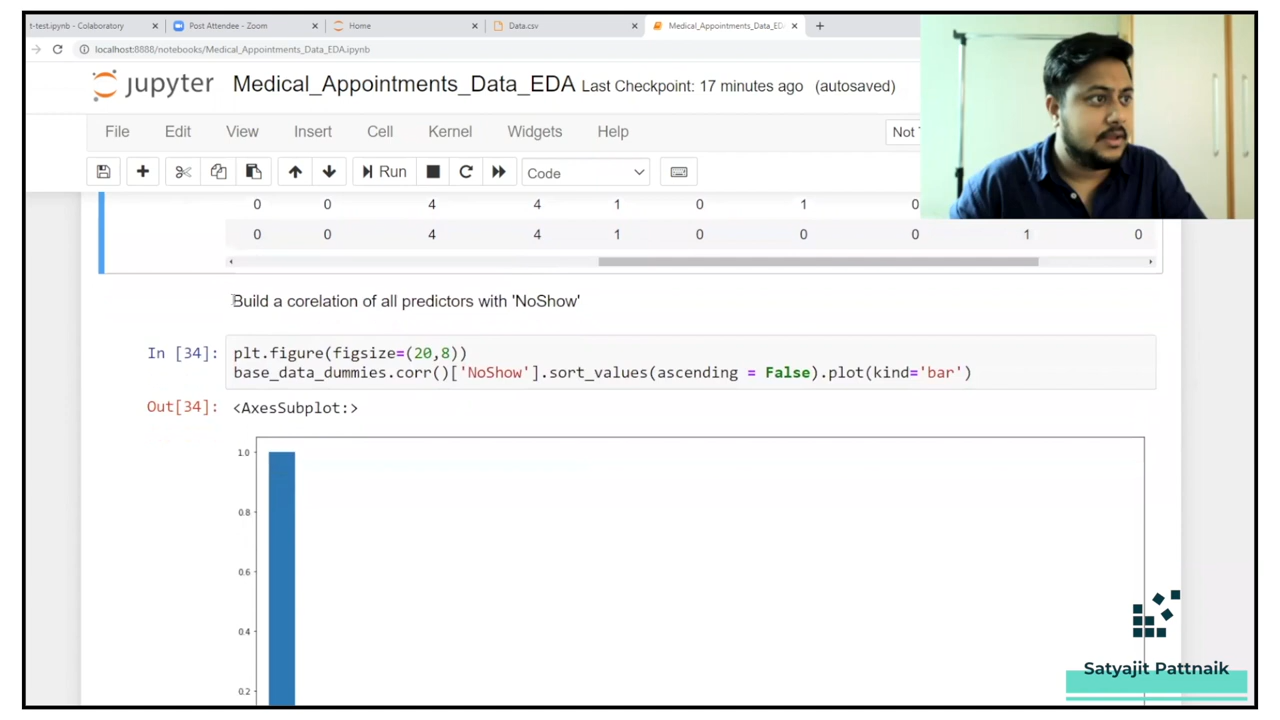 t-test.ipynb - Colaboratory
Post Attendee - Zoom
Home
Data.csv
Medical_Appointments_Data_ED
localhost:8888/notebooks/Medical_Appointments_Data_EDA.ipynb
jupyter Medical_Appointments_Data_EDA Last Checkpoint: 17 minutes ago (autosaved)
File Edit View Insert Cell Kernel Widgets Help Not
Run Code
0 0 4 4 1 0 1 0
0 0 4 4 1 0 0 0 1 0
Build a corelation of all predictors with 'NoShow'
In [34]: plt.figure(figsize=(20,8))
base_data_dummies.corr()['NoShow'].sort_values(ascending = False).plot(kind='bar')
Out[34]: <AxesSubplot:>
1.0
0.8
0.6
0.4
0.2
Satyajit Pattnaik